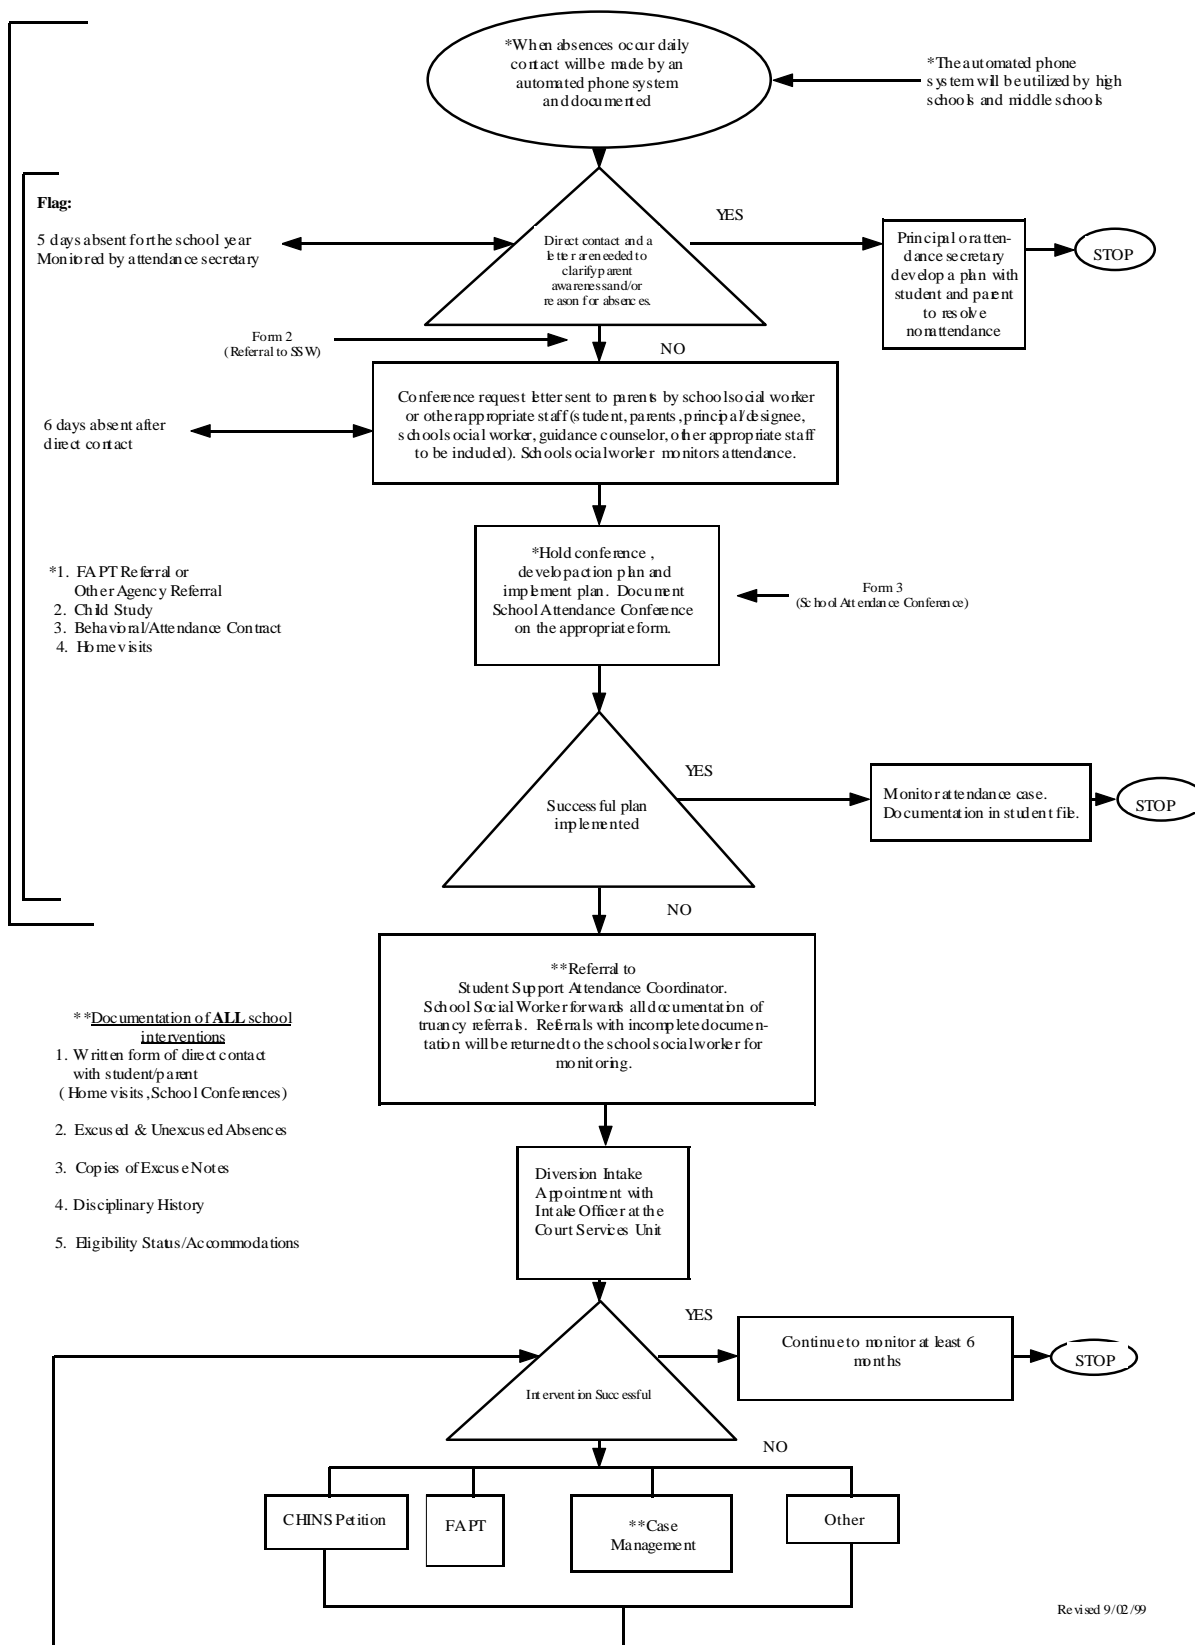 *When absences occur daily
contact will be made by an
automated phone system
and documented
*The automated phone
system will be utilized by high
schools and middle schools
Flag:
5 days absent for the school year
Monitored by attendance secretary
Direct contact and a
letter are needed to
clarify parent
awareness and/or
reason for absences.
YES
Principal or atten-
dance secretary
develop a plan with
student and parent
to resolve
nonattendance
STOP
Form 2
(Referral to SSW)
NO
Conference request letter sent to parents by school social worker
or other appropriate staff (student, parents, principal/designee,
school social worker, guidance counselor, other appropriate staff
to be included). School social worker monitors attendance.
6 days absent after
direct contact
*Hold conference,
develop action plan and
implement plan. Document
School Attendance Conference
on the appropriate form.
Form 3
(School Attendance Conference)
*1. FAPT Referral or
Other Agency Referral
2. Child Study
3. Behavioral/Attendance Contract
4. Home visits
Successful plan
implemented
YES
Monitor attendance case.
Documentation in student file.
STOP
NO
**Referral to
Student Support Attendance Coordinator.
School Social Worker forwards all documentation of
truancy referrals. Referrals with incomplete documen-
tation will be returned to the school social worker for
monitoring.
**Documentation of ALL school
interventions
1. Written form of direct contact
with student/parent
(Home visits, School Conferences)
2. Excused & Unexcused Absences
3. Copies of Excuse Notes
4. Disciplinary History
5. Eligibility Status/Accommodations
Diversion Intake
Appointment with
Intake Officer at the
Court Services Unit
Intervention Successful
YES
Continue to monitor at least 6
months
STOP
NO
CHINS Petition
FAPT
**Case
Management
Other
Revised 9/02/99